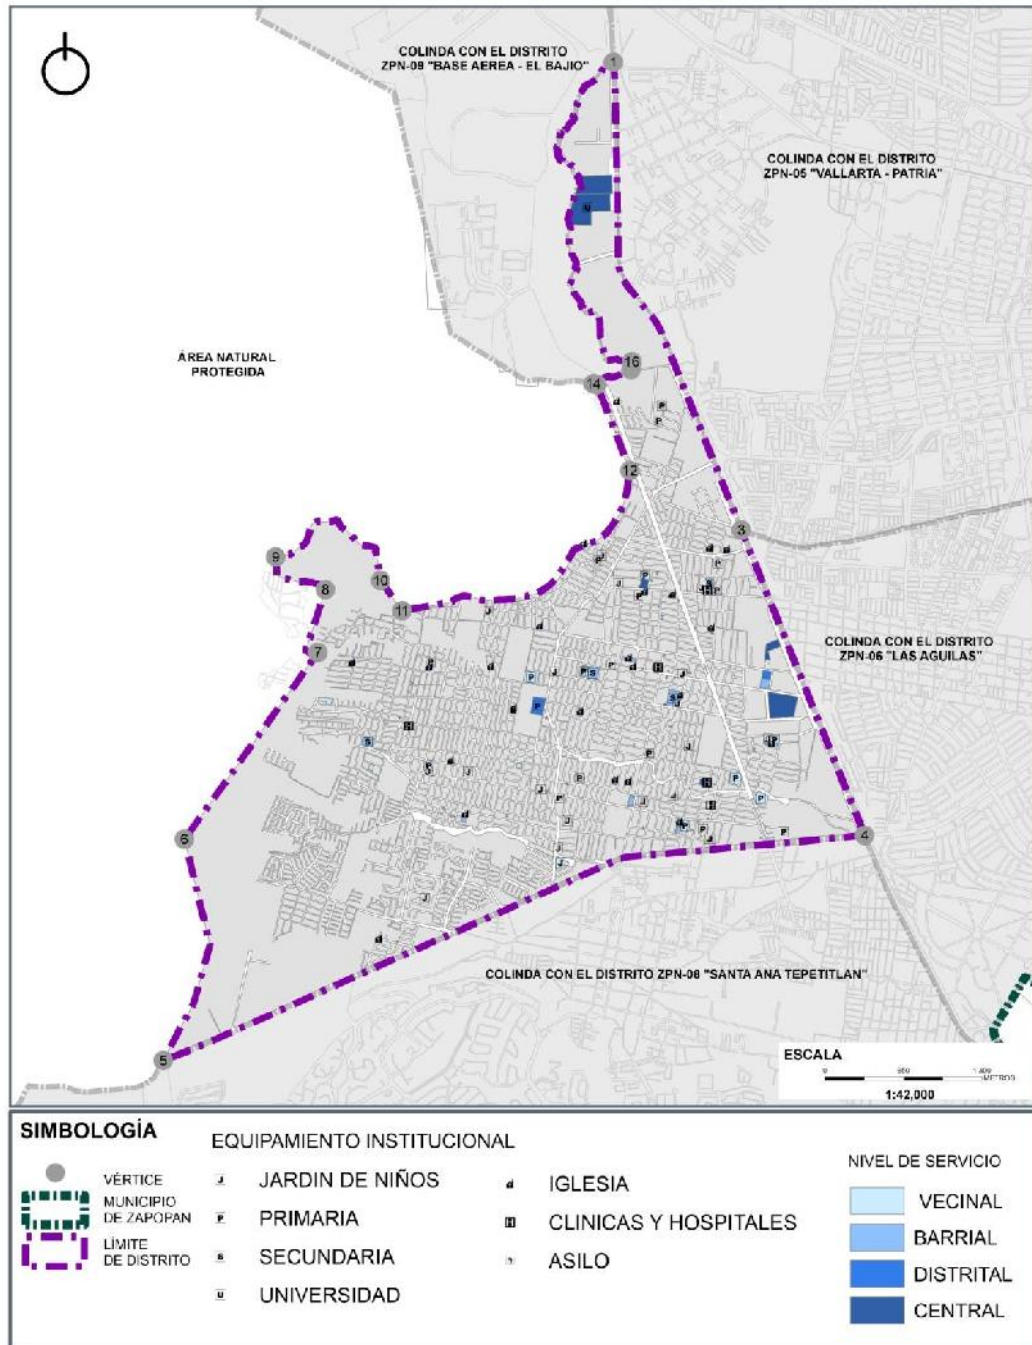 COLINDA CON EL DISTRITO
ZPN-09 "BASE AEREA - EL BAJIO"
1
COLINDA CON EL DISTRITO
ZPN-05 "VALLARTA - PATRIA"
U
ÁREA NATURAL
PROTEGIDA
16
14
12
3
9
10
8
11
7
COLINDA CON EL DISTRITO
ZPN-06 "LAS AGUILAS"
6
4
COLINDA CON EL DISTRITO ZPN-08 "SANTA ANA TEPETITLAN"
5
ESCALA
0
METROS
1:42,000
SIMBOLOGÍA
VÉRTICE
MUNICIPIO
DE ZAPOPAN
LÍMITE
DE DISTRITO
EQUIPAMIENTO INSTITUCIONAL
J JARDIN DE NIÑOS
P PRIMARIA
S SECUNDARIA
U UNIVERSIDAD
IGLESIA
H CLINICAS Y HOSPITALES
ASILO
NIVEL DE SERVICIO
VECINAL
BARRIAL
DISTRITAL
CENTRAL